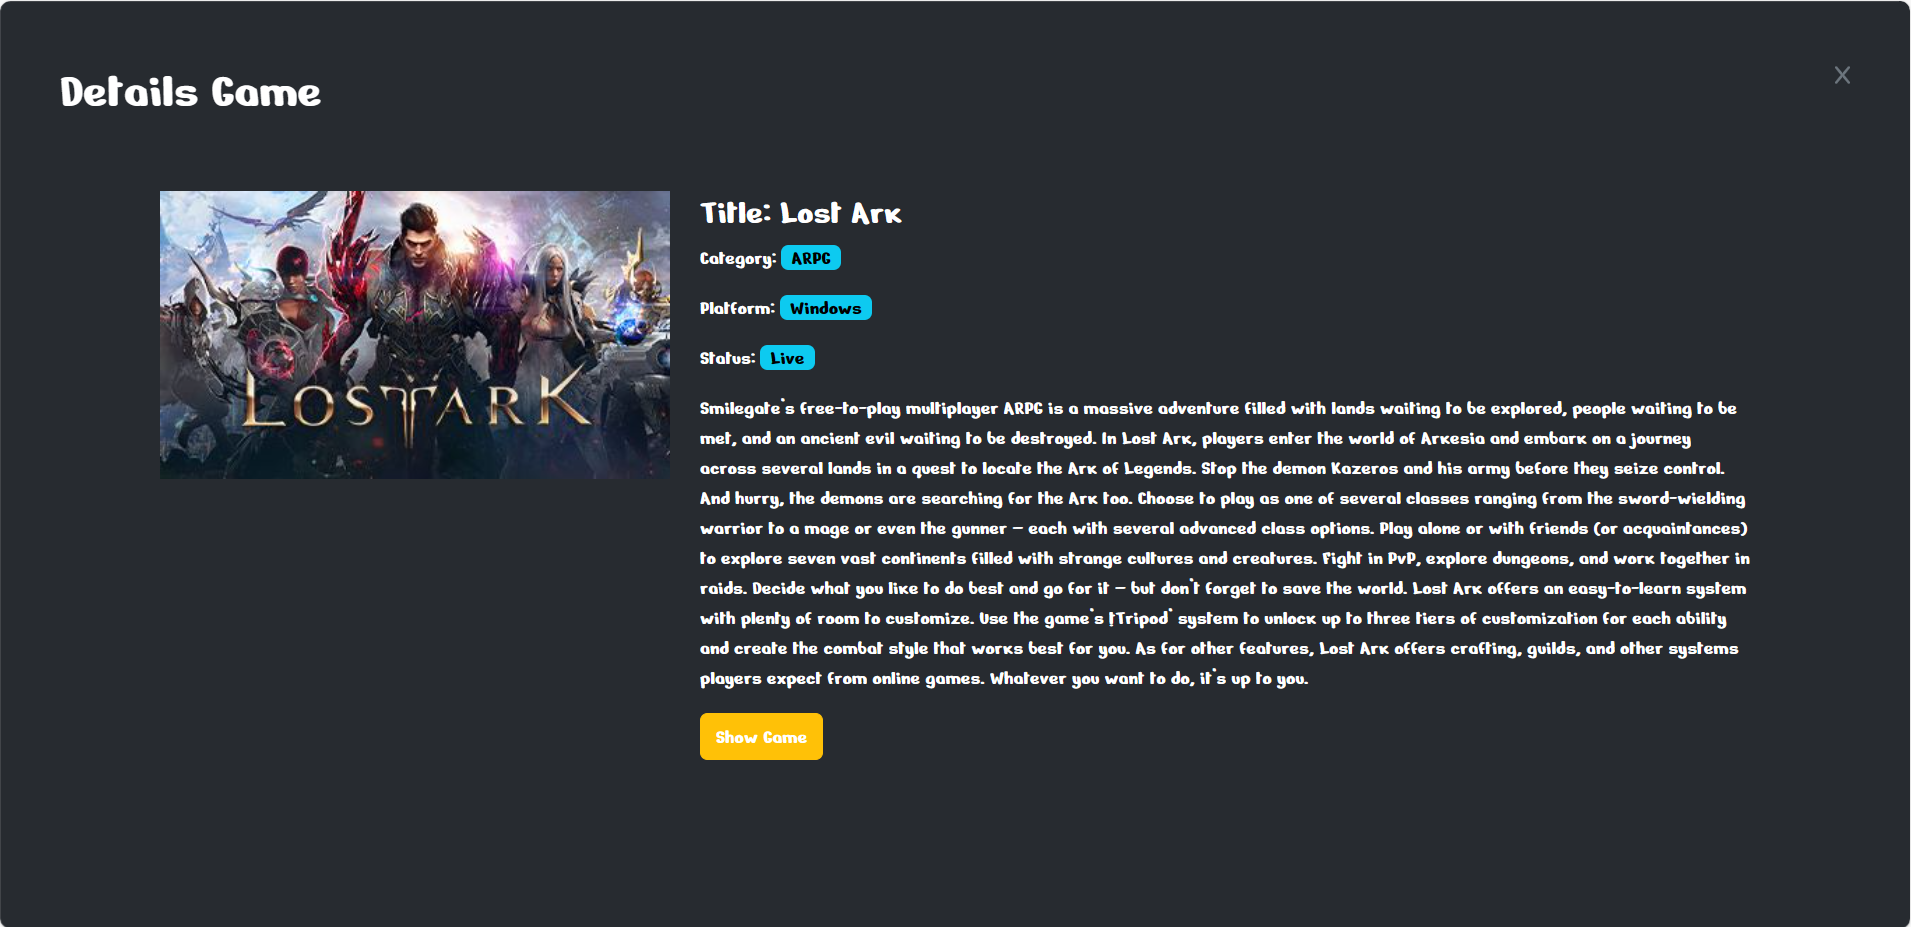 Details Game
LOST ARK
Title: Lost Ark
Category: ARPG
Platform: Windows
Status: Live
Smilegate's free-to-play multiplayer ARPG is a massive adventure filled with lands waiting to be explored, people waiting to be
met, and an ancient evil waiting to be destroyed. In Lost Ark, players enter the world of Arkesia and embark on a journey
across several lands in a quest to locate the Ark of Legends. Stop the demon Kazeros and his army before they seize control.
And hurry, the demons are searching for the Ark too. Choose to play as one of several classes ranging from the sword-wielding
warrior to a mage or even the gunner – each with several advanced class options. Play alone or with friends (or acquaintances)
to explore seven vast continents filled with strange cultures and creatures. Fight in PvP, explore dungeons, and work together in
raids. Decide what you like to do best and go for it – but don't forget to save the world. Lost Ark offers an easy-to-learn system
with plenty of room to customize. Use the game's 'Tripod' system to unlock up to three tiers of customization for each ability
and create the combat style that works best for you. As for other features, Lost Ark offers crafting, guilds, and other systems
players expect from online games. Whatever you want to do, it's up to you.
Show Game